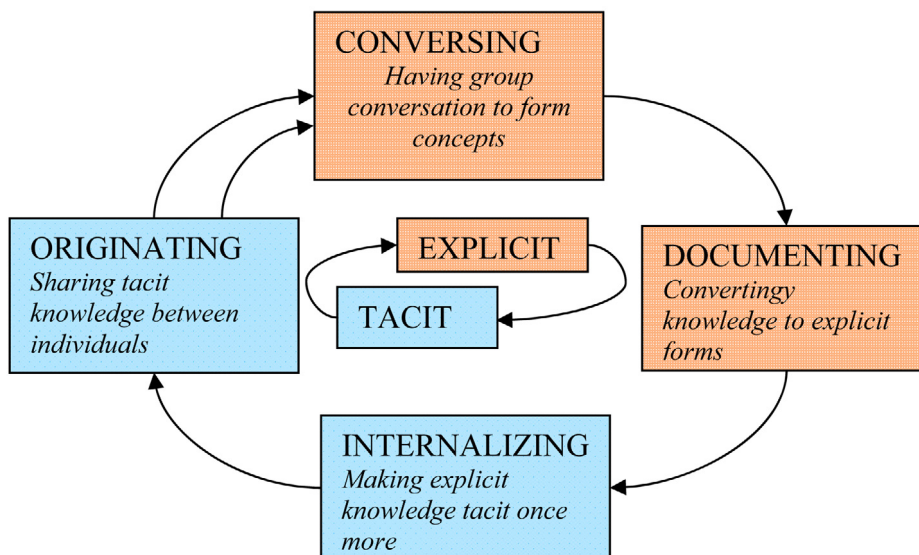 CONVERSING
Having group
conversation to form
concepts
ORIGINATING
Sharing tacit
knowledge between
individuals
EXPLICIT
TACIT
DOCUMENTING
Convertingy
knowledge to explicit
forms
INTERNALIZING
Making explicit
knowledge tacit once
more